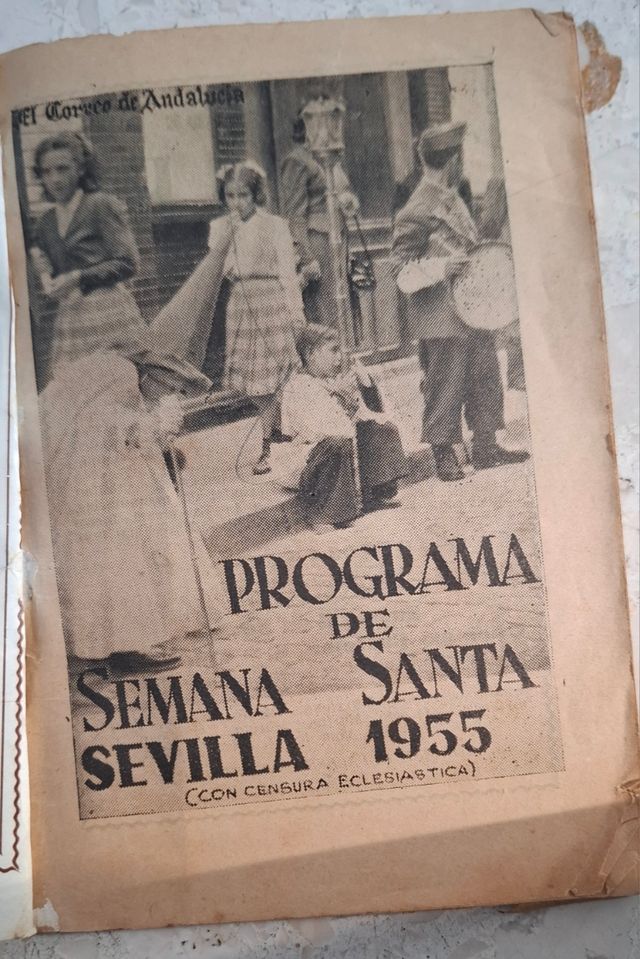 El Correo de Andalucía
PROGRAMA
DE
SEMANA SANTA
SEVILLA 1955
(CON CENSURA ECLESIASTICA)